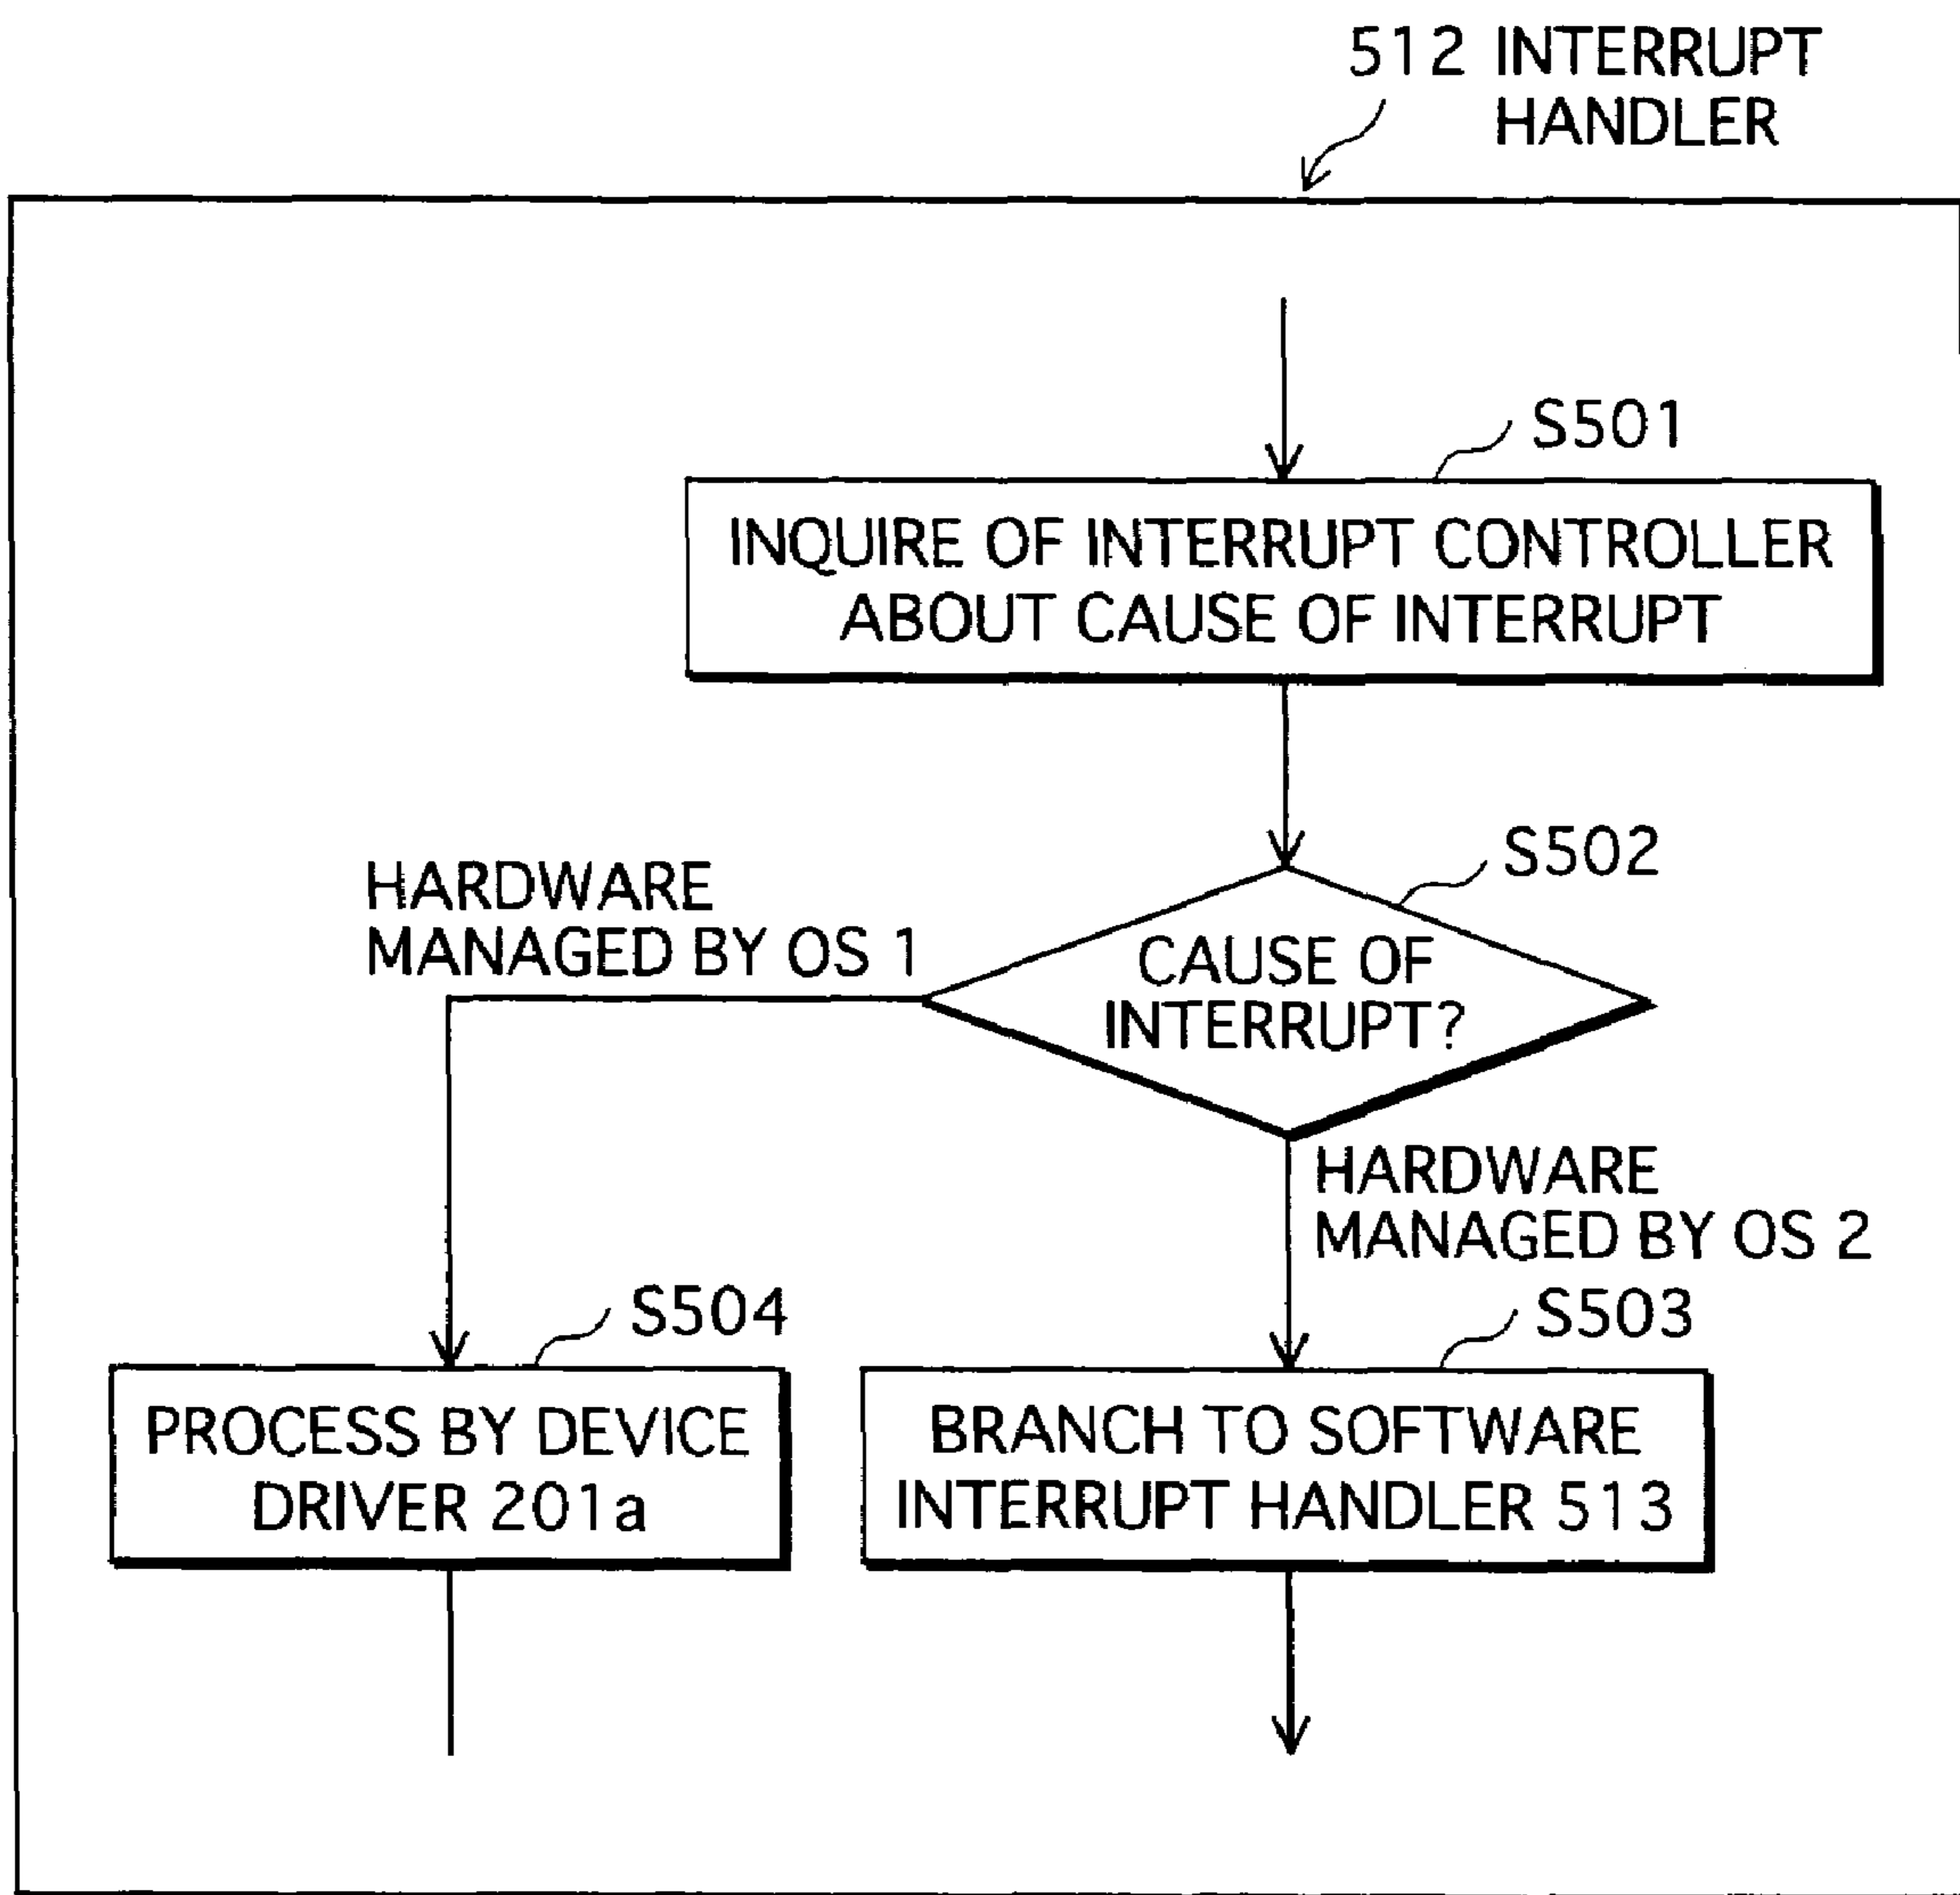 512 INTERRUPT
HANDLER
S501
INQUIRE OF INTERRUPT CONTROLLER
ABOUT CAUSE OF INTERRUPT
S502
HARDWARE
MANAGED BY OS 1
CAUSE OF
INTERRUPT?
HARDWARE
MANAGED BY OS 2
S504
S503
PROCESS BY DEVICE
DRIVER 201a
BRANCH TO SOFTWARE
INTERRUPT HANDLER 513